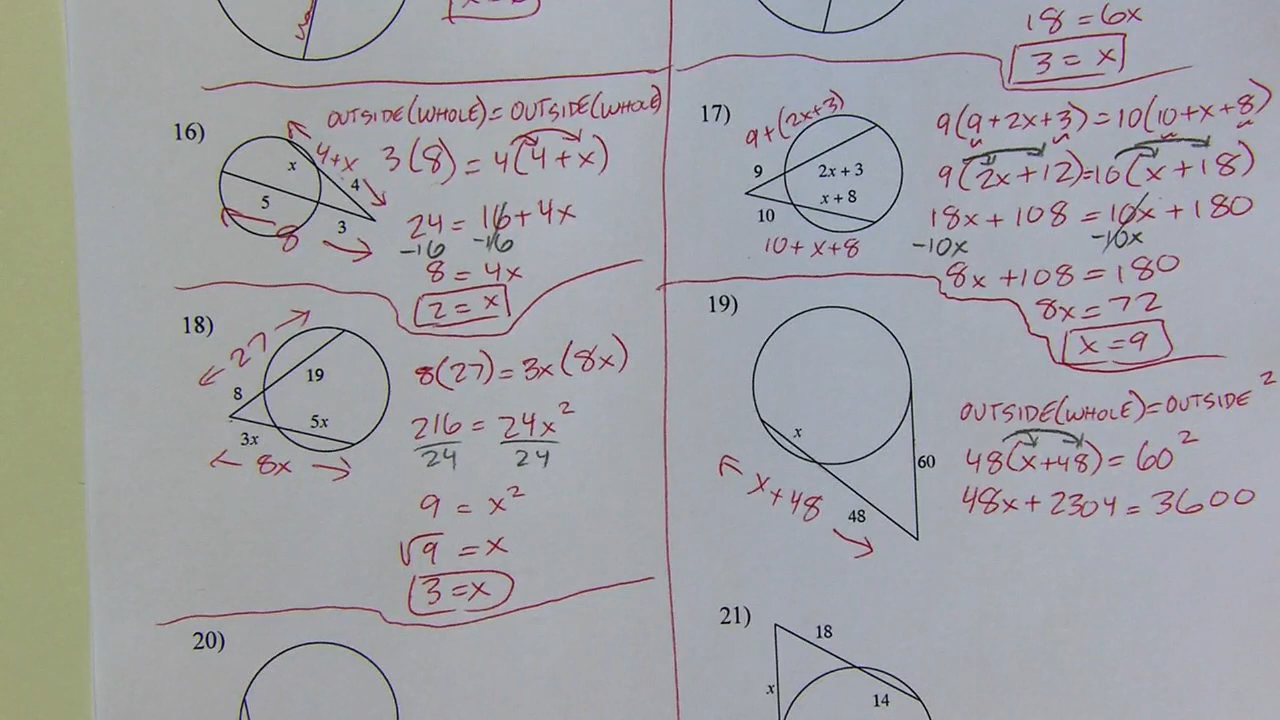 18 = 6x
3 = x
16)
OUTSIDE(WHOLE) = OUTSIDE(WHOLE)
x
4+x
4
5
3
8
3(8) = 4(4+x)
24 = 16+4x
-16 -16
8 = 4x
2 = x
17)
9+(2x+3)
9
2x + 3
x + 8
10
10+x+8
9(9+2x+3)=10(10+x+8)
9(2x+12)=10(x+18)
18x+108 = 10x+180
-10x -10x
8x+108=180
8x=72
x=9
18)
27
8
19
5x
3x
8x
8(27)=3x(8x)
216 = 24x²
24 24
9 = x²
√9 = x
3=x
19)
x
60
48
x+48
OUTSIDE(WHOLE)=OUTSIDE²
48(x+48)=60²
48x+2304=3600
20)
21)
18
x
14